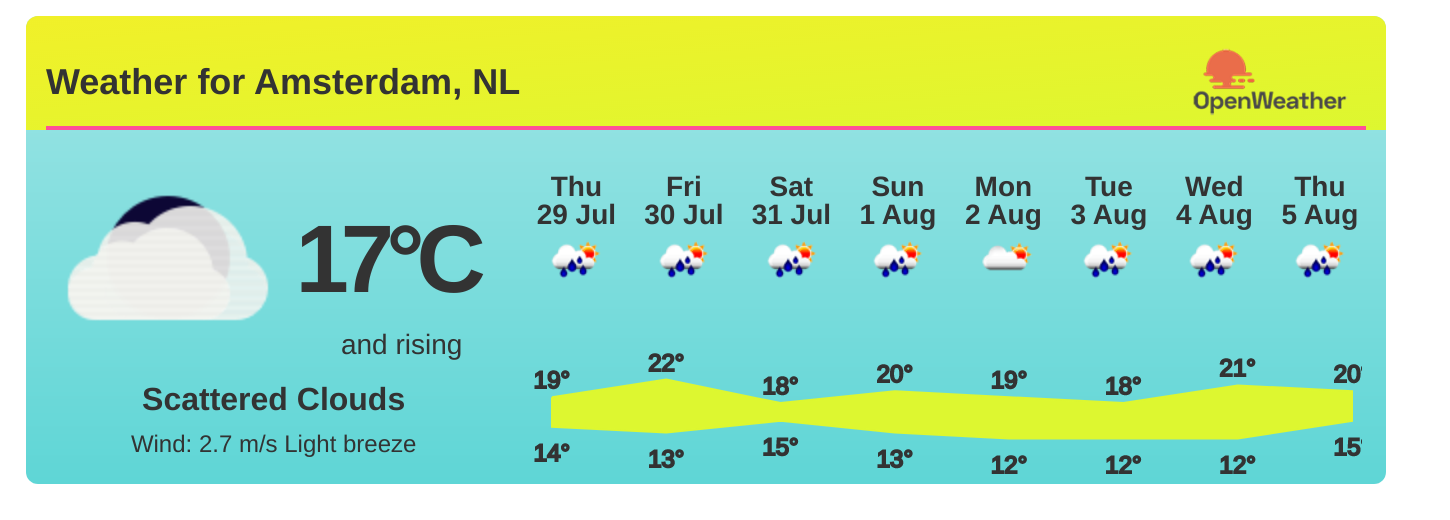 Weather for Amsterdam, NL
OpenWeather
17°C
and rising
Scattered Clouds
Wind: 2.7 m/s Light breeze
Thu Fri Sat Sun Mon Tue Wed Thu
29 Jul 30 Jul 31 Jul 1 Aug 2 Aug 3 Aug 4 Aug 5 Aug
19° 22° 18° 20° 19° 18° 21° 20°
14° 13° 15° 13° 12° 12° 12° 15°